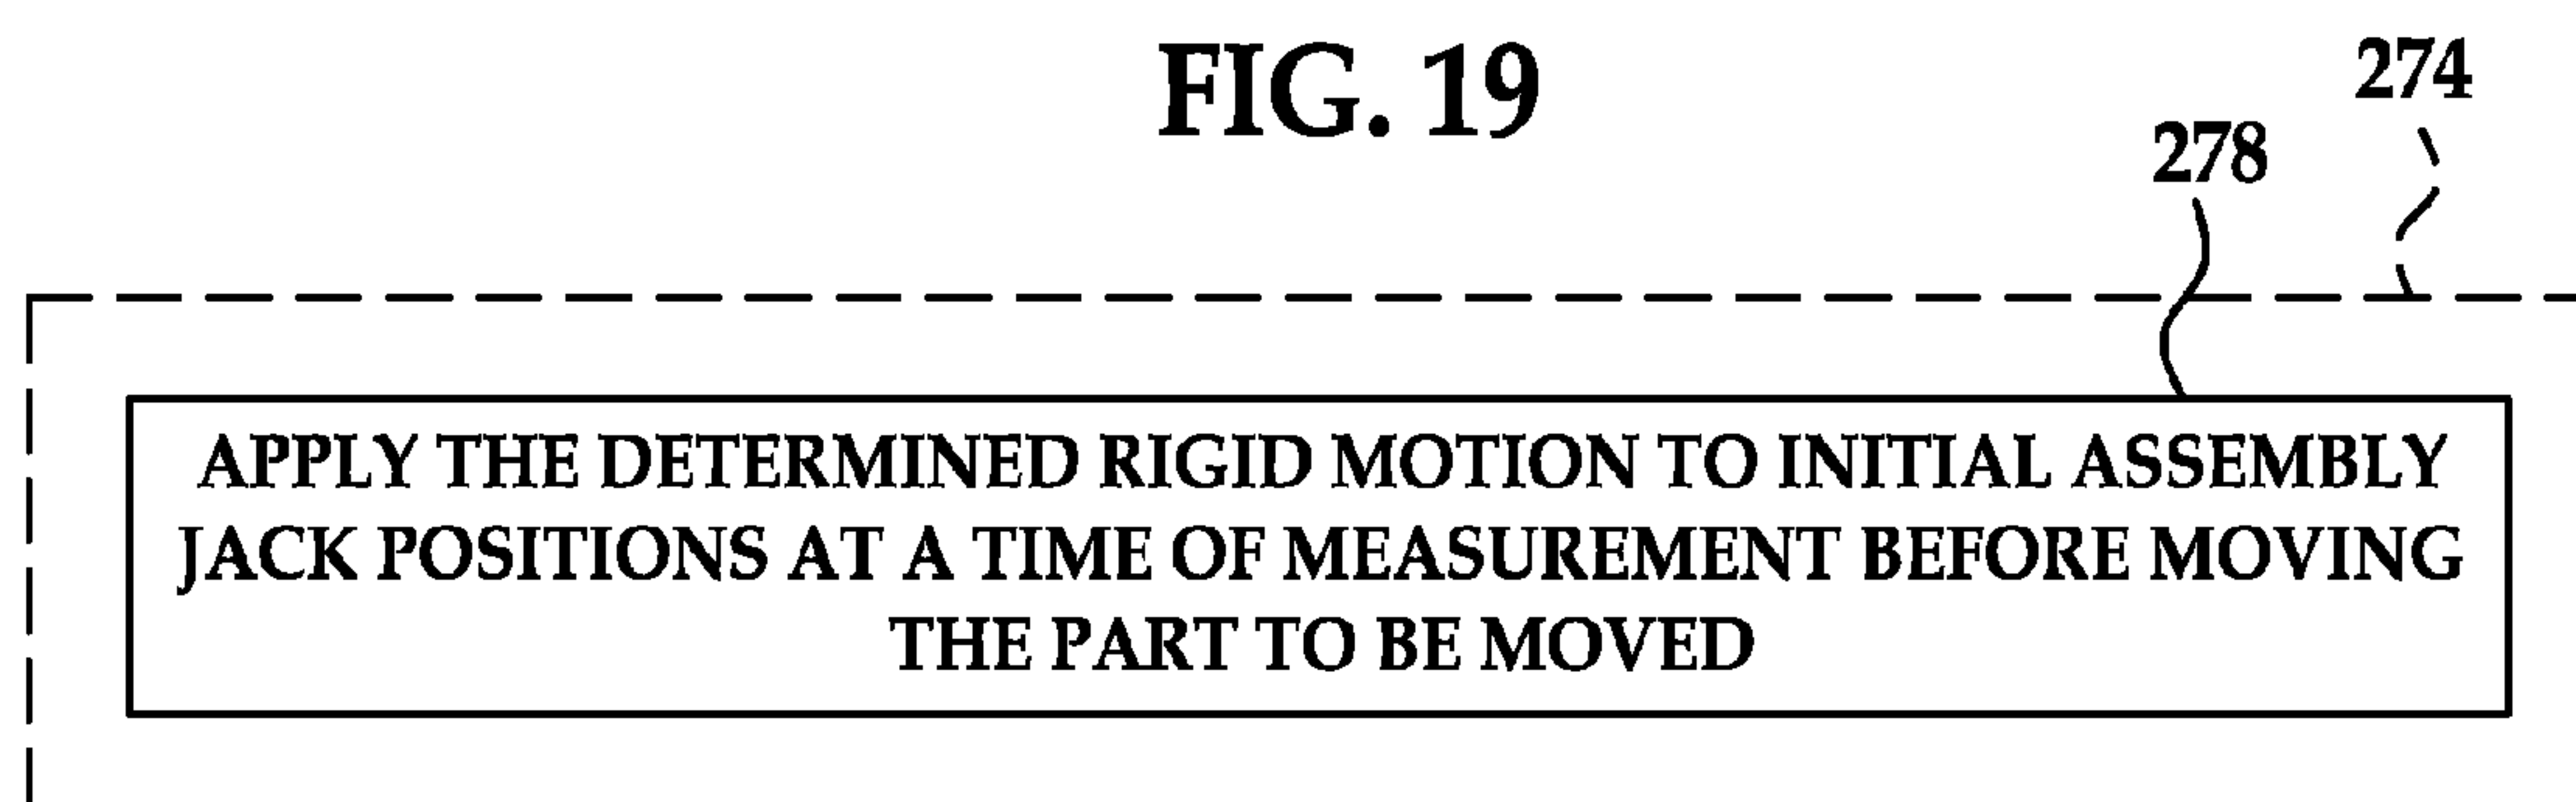 FIG. 19
274
278
APPLY THE DETERMINED RIGID MOTION TO INITIAL ASSEMBLY
JACK POSITIONS AT A TIME OF MEASUREMENT BEFORE MOVING
THE PART TO BE MOVED